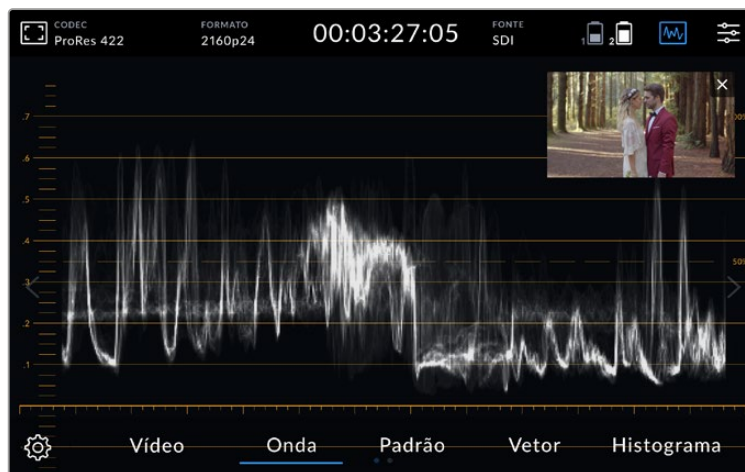 CODEC
ProRes 422
FORMATO
2160p24
00:03:27:05
FONTE
SDI
1
2
.7
.6
.5
.4
.3
.2
.1
50%
Vídeo
Onda
Padrão
Vetor
Histograma